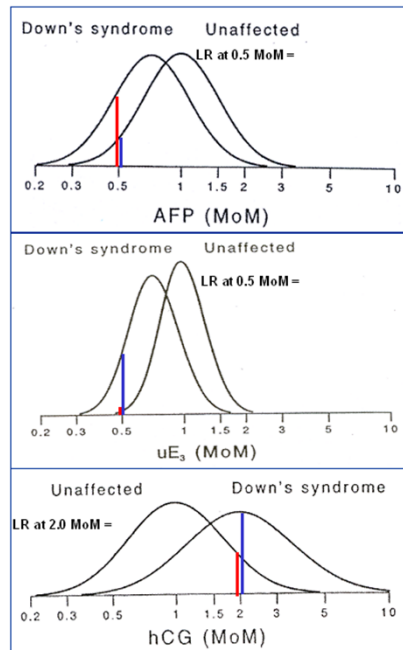 Down's syndrome Unaffected
LR at 0.5 MoM =
0.2 0.3 0.5 1 1.5 2 3 5 10
AFP (MoM)
Down's syndrome Unaffected
LR at 0.5 MoM =
0.2 0.3 0.5 1 1.5 2 3 5 10
uE₃ (MoM)
Unaffected Down's syndrome
LR at 2.0 MoM =
0.2 0.3 0.5 1 1.5 2 3 5 10
hCG (MoM)